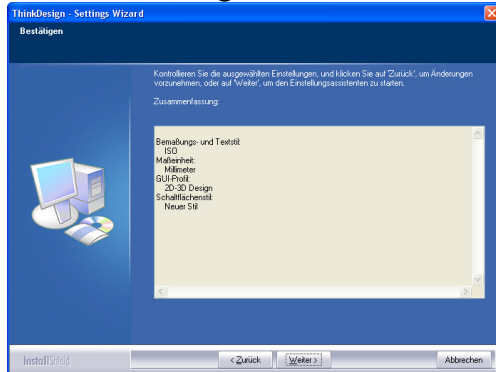 ThinkDesign - Settings Wizard
Bestätigen
Kontrollieren Sie die ausgewählten Einstellungen, und klicken Sie auf 'Zurück', um Änderungen
vorzunehmen, oder auf 'Weiter', um den Einstellungsassistenten zu starten.
Zusammenfassung:
Bemaßungs- und Textstil:
ISO
Maßeinheit:
Millimeter
GUI-Profil:
2D-3D Design
Schaltflächenstil:
Neuer Stil
InstallShield
< Zurück
Weiter >
Abbrechen